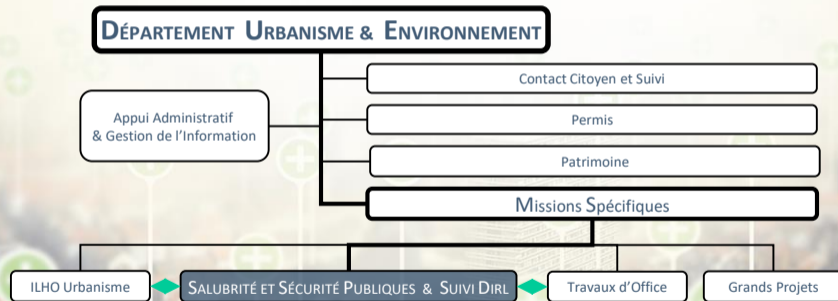 DÉPARTEMENT URBANISME & ENVIRONNEMENT
Contact Citoyen et Suivi
Appui Administratif
& Gestion de l'Information
Permis
Patrimoine
Missions Spécifiques
ILHO Urbanisme
SALUBRITÉ ET SÉCURITÉ PUBLIQUES & SUIVI DIRL
Travaux d'Office
Grands Projets